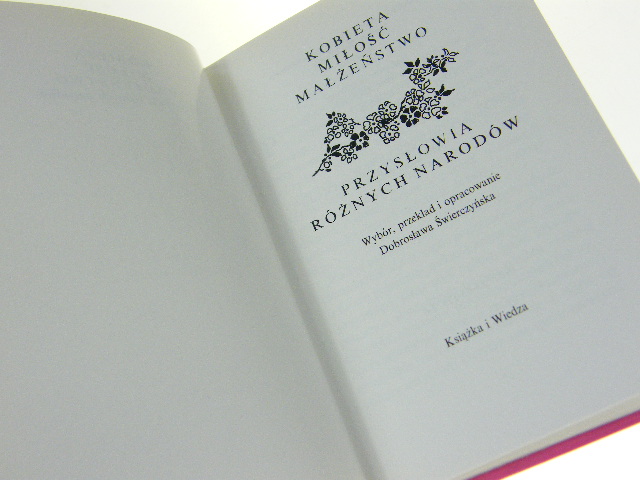 KOBIETA
MIŁOŚĆ
MAŁŻEŃSTWO
PRZYSŁOWIA
RÓŻNYCH NARODÓW
Wybór, przekład i opracowanie
Dobrosława Świerczyńska
Książka i Wiedza